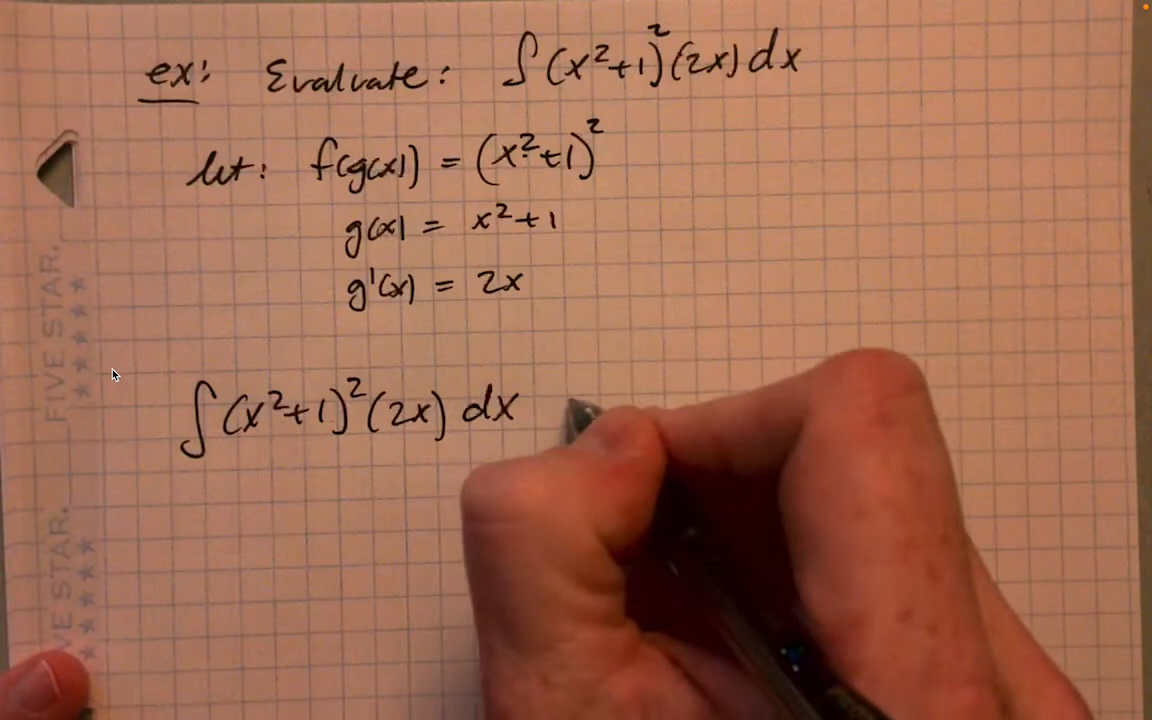 ex: Evaluate: ∫(x²+1)²(2x)dx
let: f(g(x)) = (x²+1)²
g(x) = x²+1
g'(x) = 2x
∫(x²+1)²(2x) dx
FIVE STAR.
★★★★★
VE STAR.
★★★★★